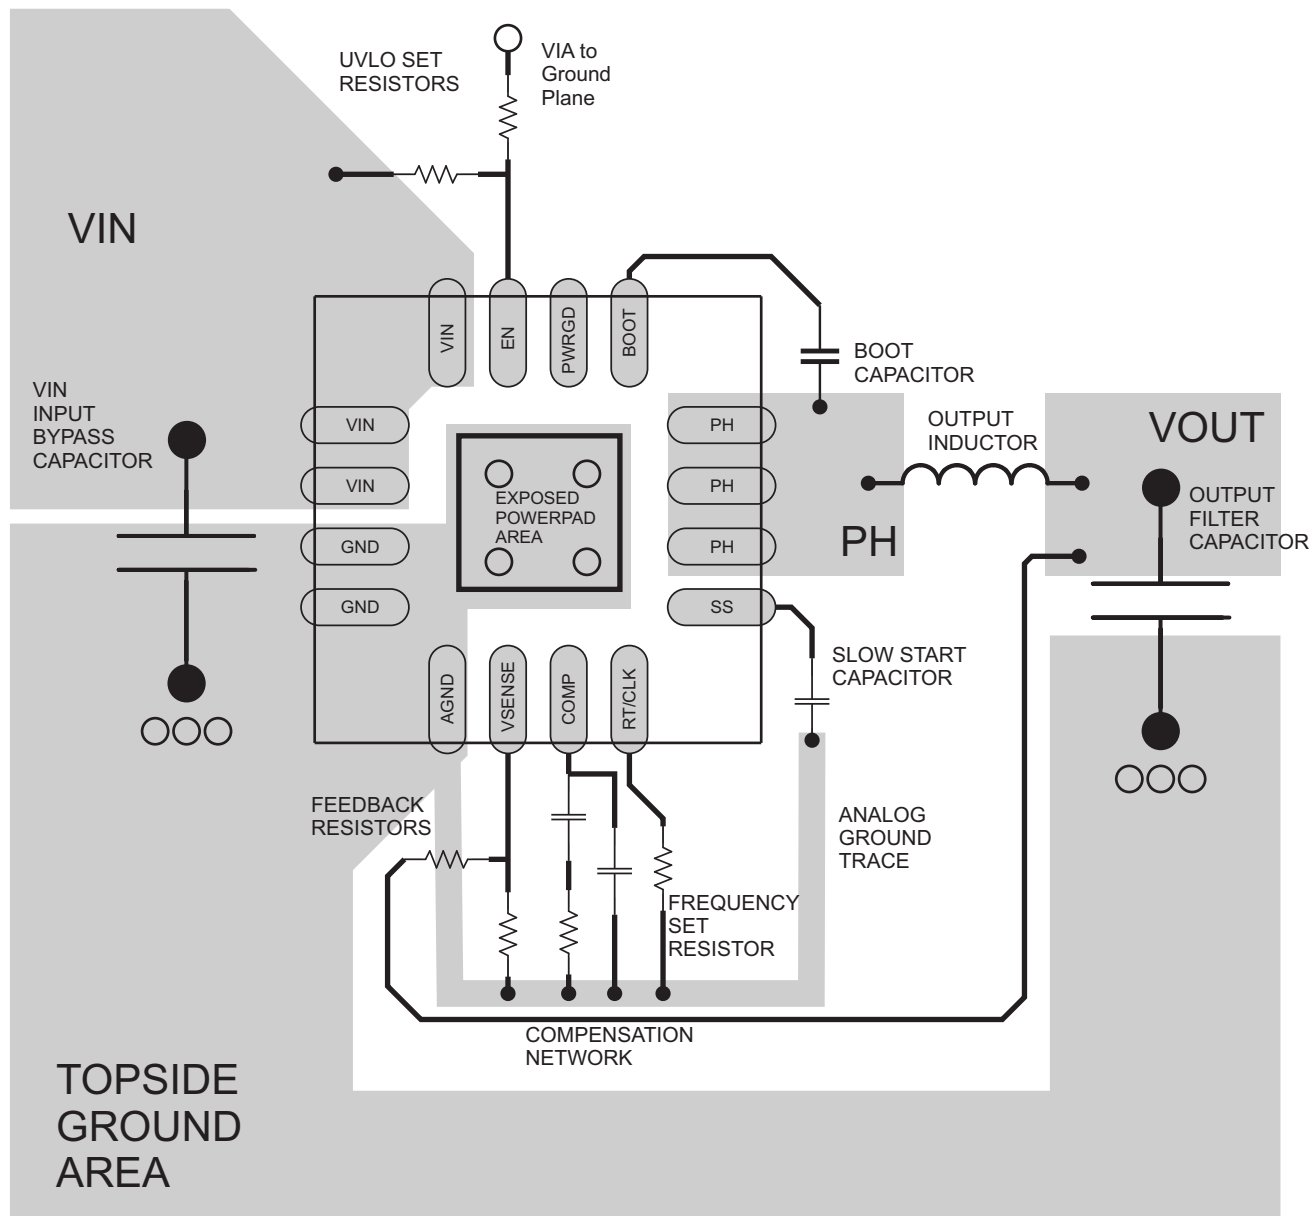 UVLO SET
RESISTORS
VIA to
Ground
Plane
VIN
VIN
EN
PWRGD
BOOT
BOOT
CAPACITOR
VIN
INPUT
BYPASS
CAPACITOR
VIN
VIN
GND
GND
PH
PH
PH
SS
EXPOSED
POWERPAD
AREA
OUTPUT
INDUCTOR
VOUT
PH
OUTPUT
FILTER
CAPACITOR
AGND
VSENSE
COMP
RT/CLK
SLOW START
CAPACITOR
FEEDBACK
RESISTORS
ANALOG
GROUND
TRACE
FREQUENCY
SET
RESISTOR
COMPENSATION
NETWORK
TOPSIDE
GROUND
AREA